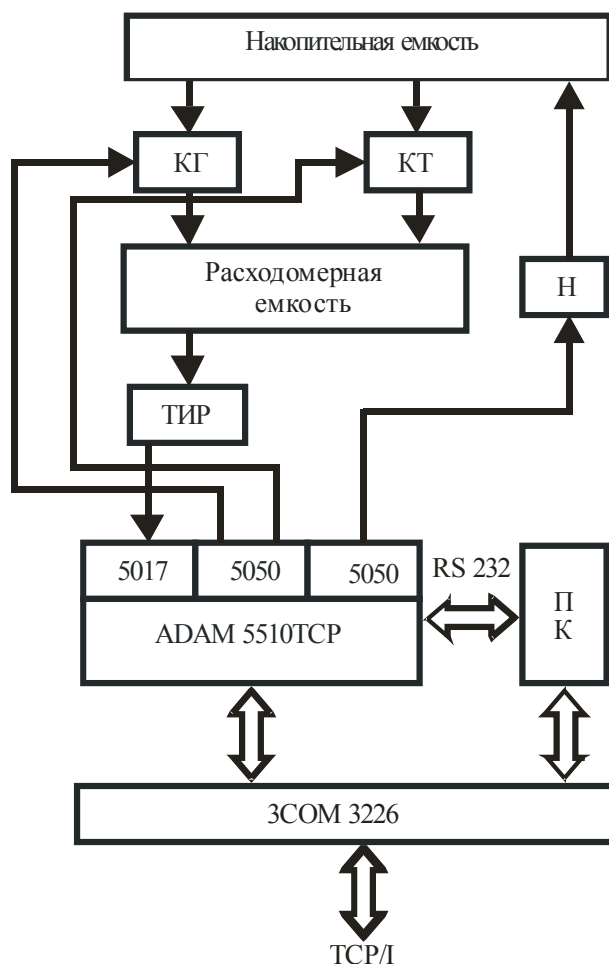 Накопительная емкость
КГ
КТ
Расходомерная
емкость
Н
ТИР
5017
5050
5050
RS 232
П
К
ADAM 5510TCP
3COM 3226
TCP/I